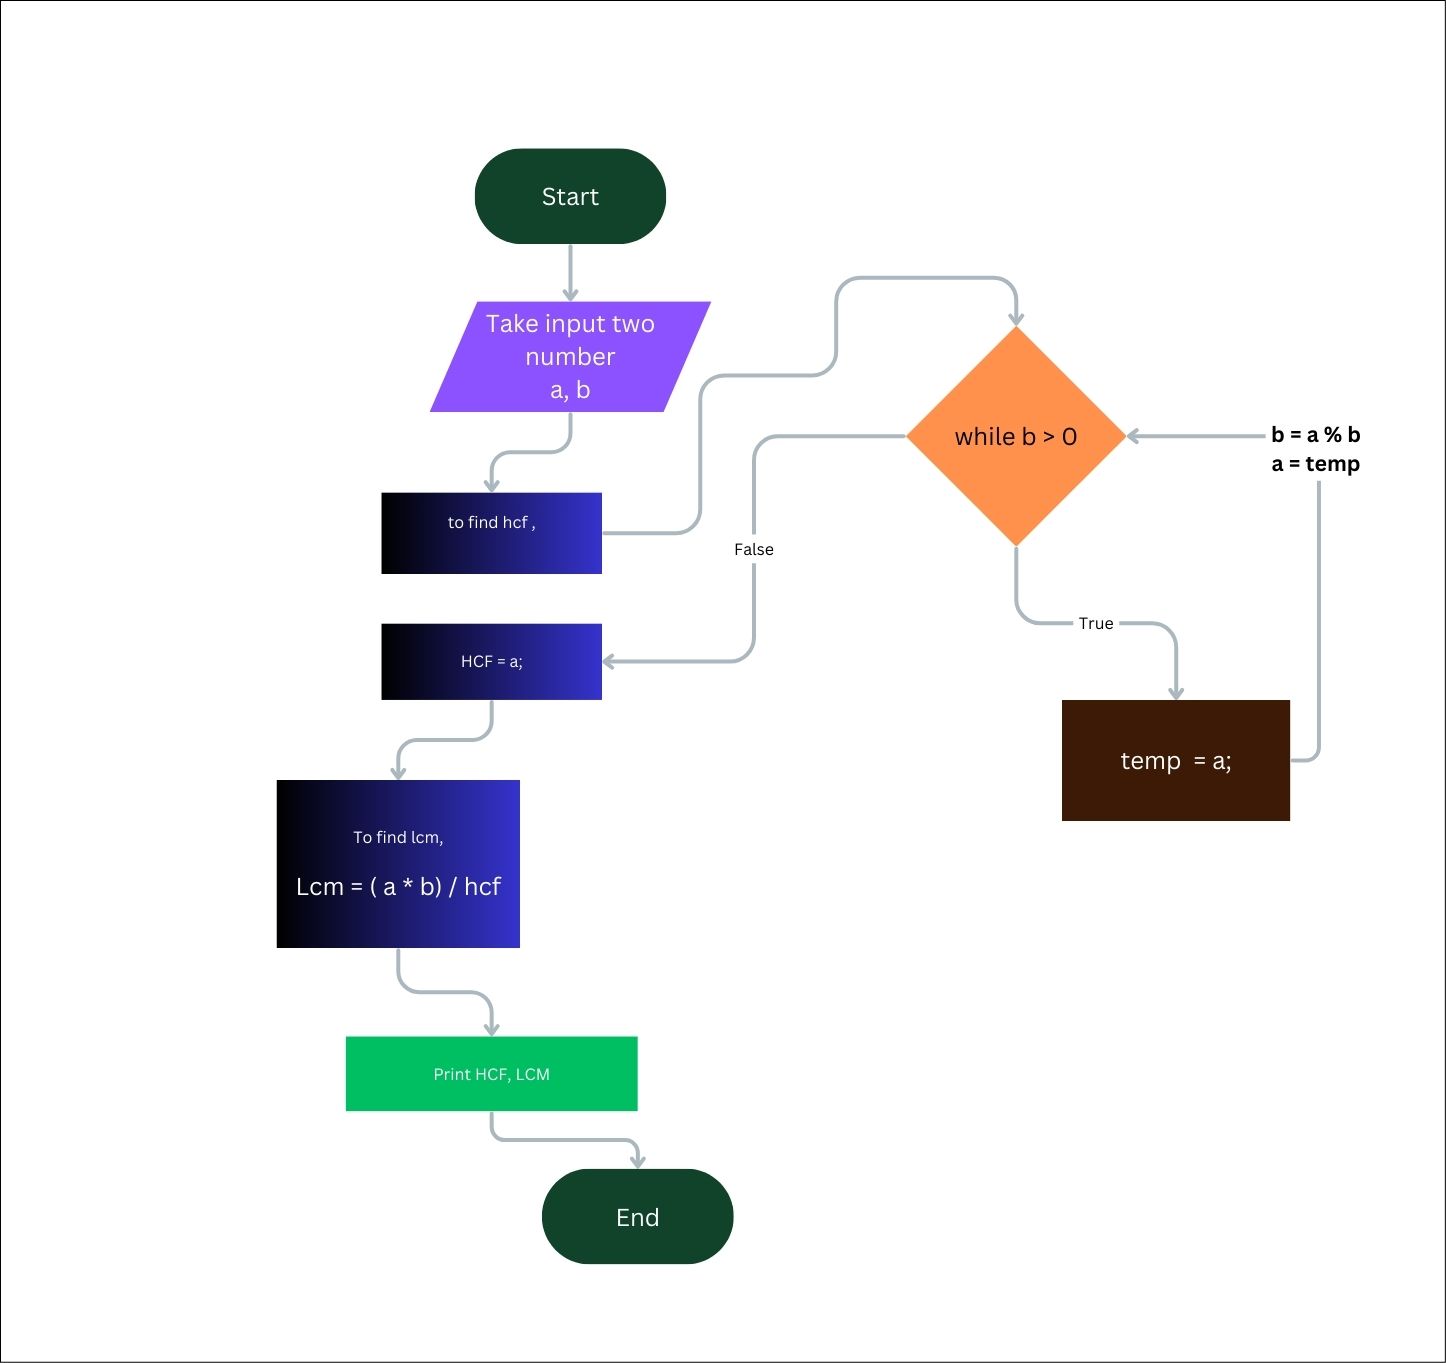 Start
Take input two
number
a, b
to find hcf ,
while b > 0
b = a % b
a = temp
False
True
HCF = a;
temp  = a;
To find lcm,
Lcm = ( a * b) / hcf
Print HCF, LCM
End